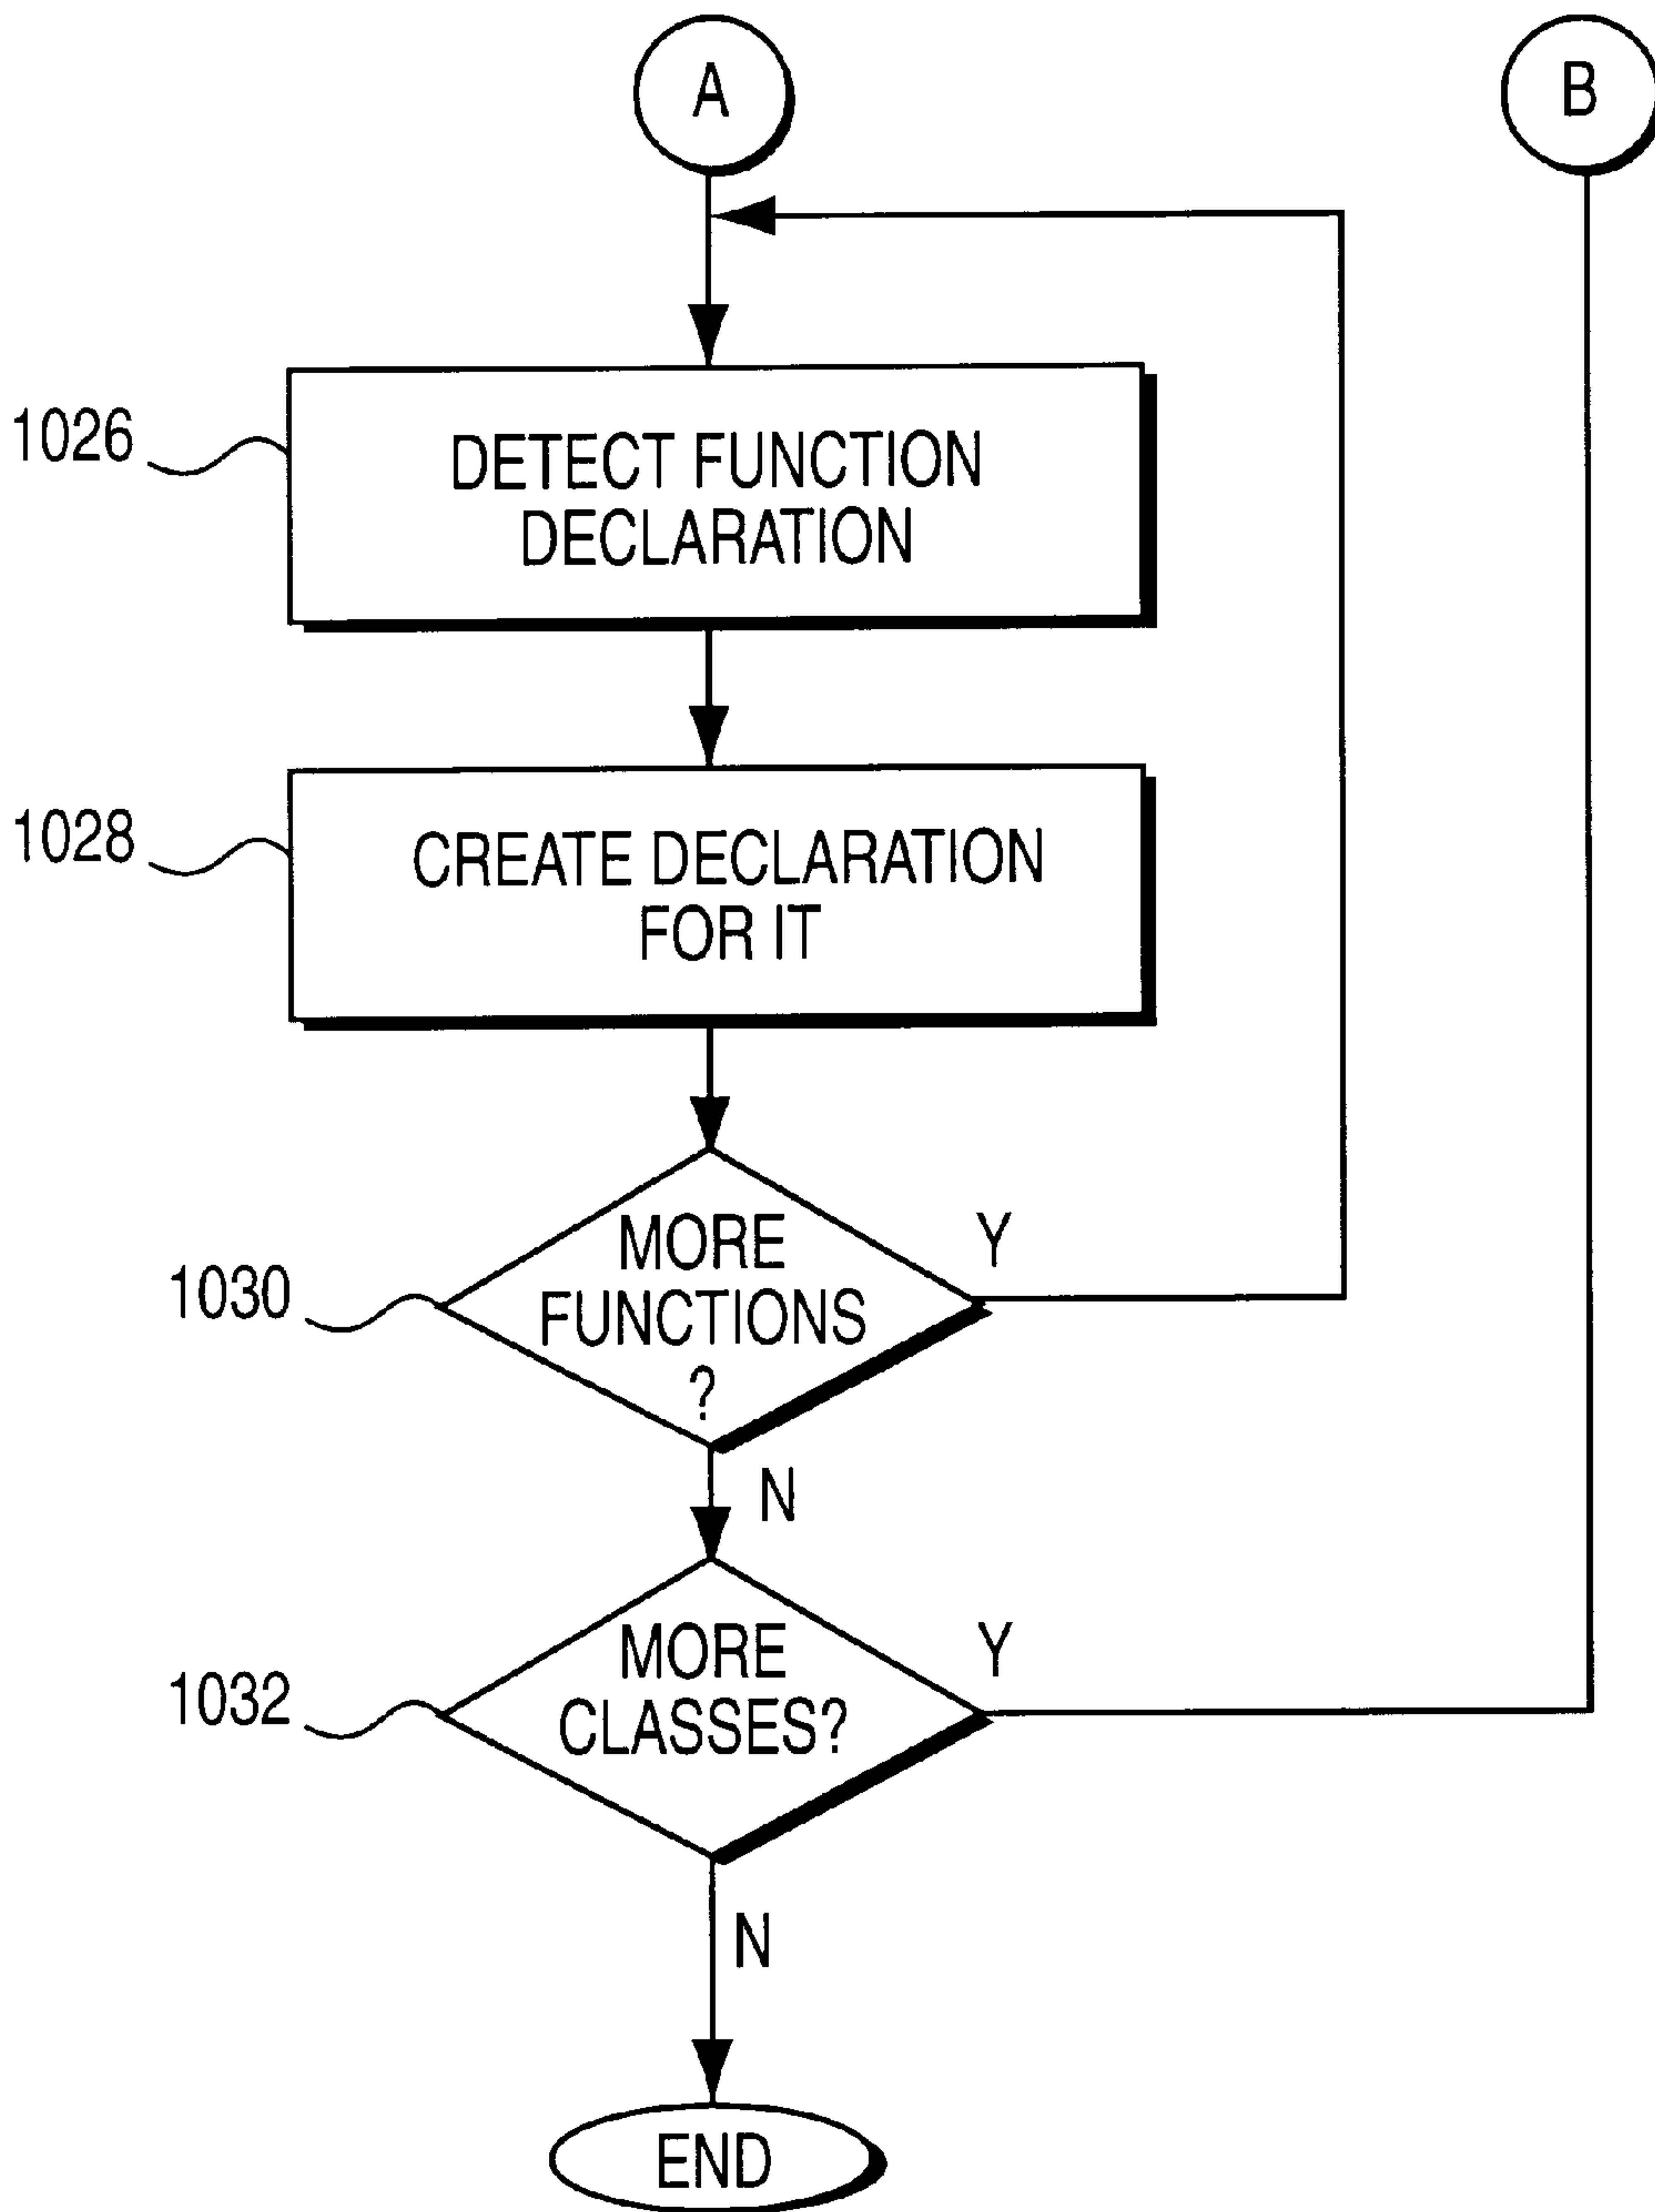 A
B
1026
DETECT FUNCTION
DECLARATION
1028
CREATE DECLARATION
FOR IT
1030
MORE
FUNCTIONS
?
Y
N
1032
MORE
CLASSES?
Y
N
END